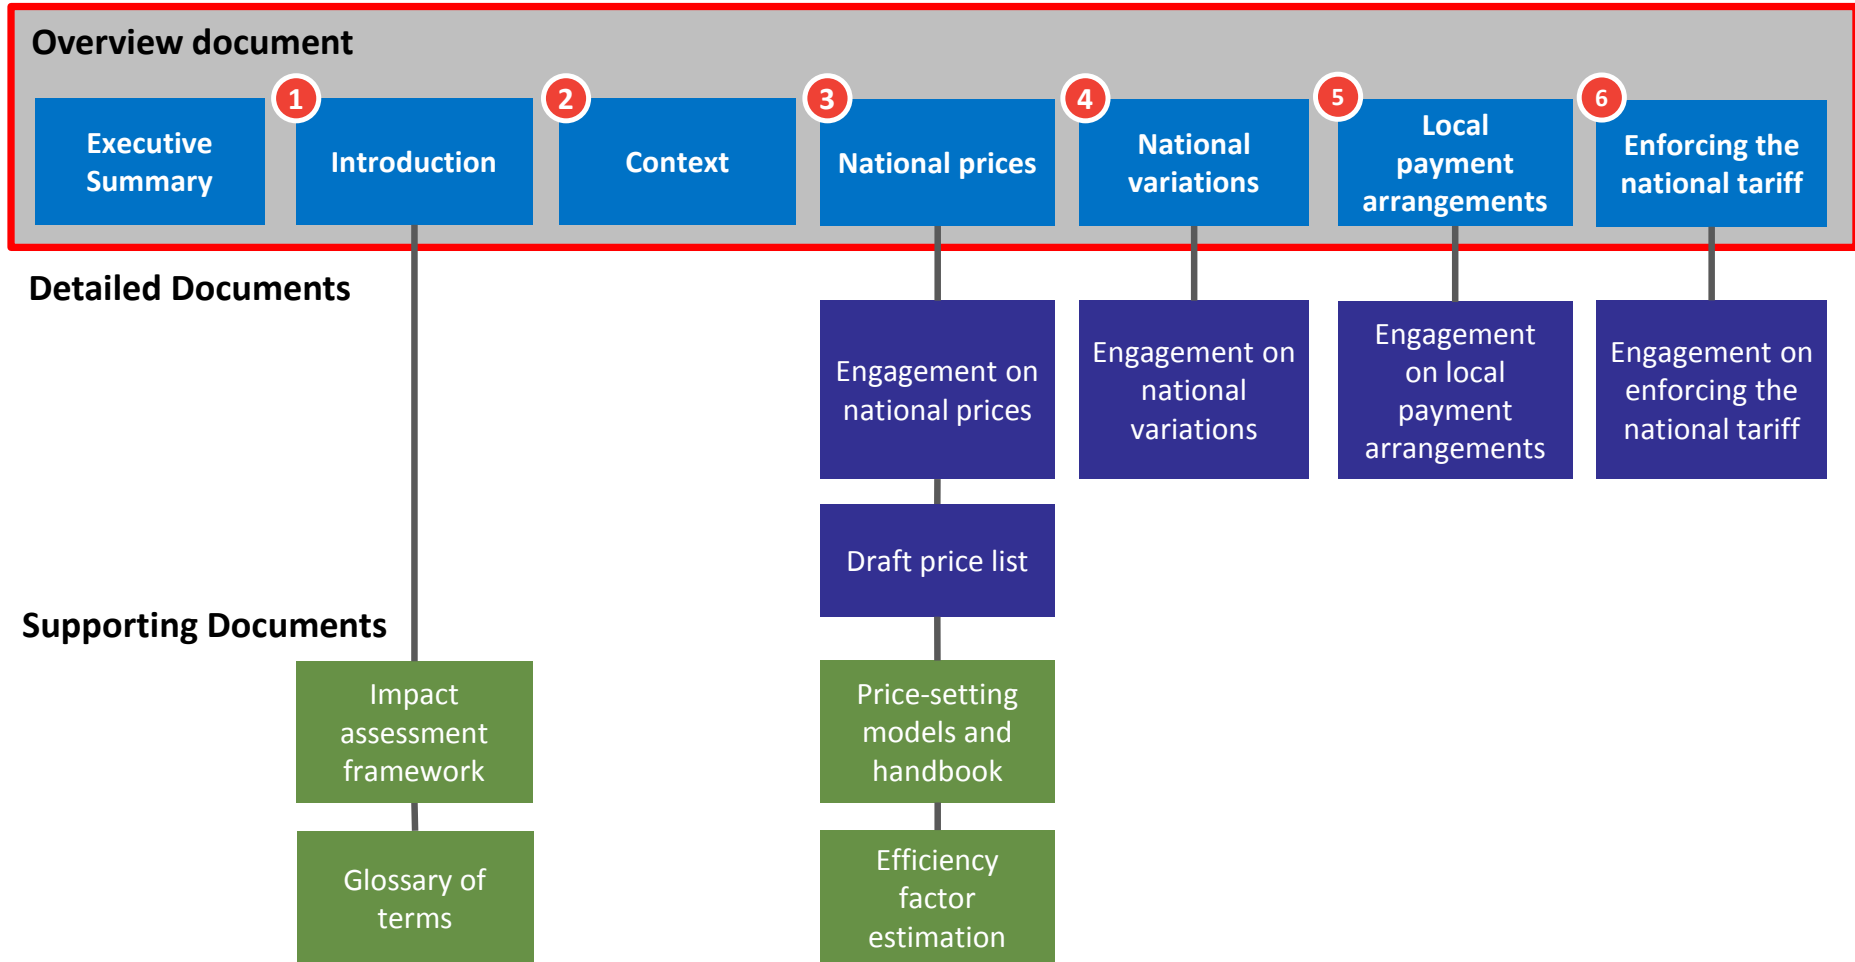 Overview document
Executive
Summary
1
Introduction
2
Context
3
National prices
4
National
variations
5
Local
payment
arrangements
6
Enforcing the
national tariff
Detailed Documents
Engagement on
national prices
Engagement on
national
variations
Engagement
on local
payment
arrangements
Engagement on
enforcing the
national tariff
Draft price list
Supporting Documents
Impact
assessment
framework
Price-setting
models and
handbook
Glossary of
terms
Efficiency
factor
estimation